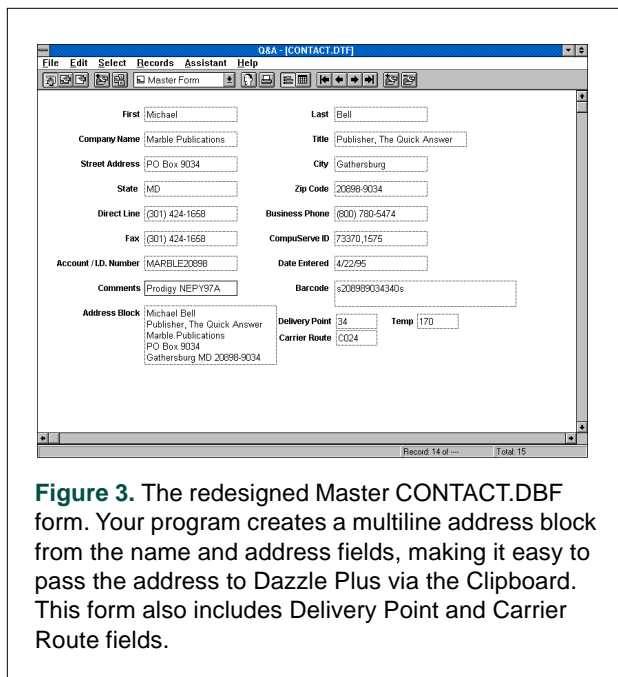 Q&A - [CONTACT.DTF]
File Edit Select Records Assistant Help
Master Form
First Michael Last Bell
Company Name Marble Publications Title Publisher, The Quick Answer
Street Address PO Box 9034 City Gathersburg
State MD Zip Code 20898-9034
Direct Line (301) 424-1658 Business Phone (800) 780-5474
Fax (301) 424-1658 CompuServe ID 73370,1575
Account / I.D. Number MARBLE20898 Date Entered 4/22/95
Comments Prodigy NEPY97A Barcode s208989034340s
Address Block Michael Bell
Publisher, The Quick Answer
Marble Publications
PO Box 9034
Gathersburg MD 20898-9034
Delivery Point 34 Temp 170
Carrier Route C024
Record: 14 of ---- Total: 15
Figure 3. The redesigned Master CONTACT.DBF
form. Your program creates a multiline address block
from the name and address fields, making it easy to
pass the address to Dazzle Plus via the Clipboard.
This form also includes Delivery Point and Carrier
Route fields.